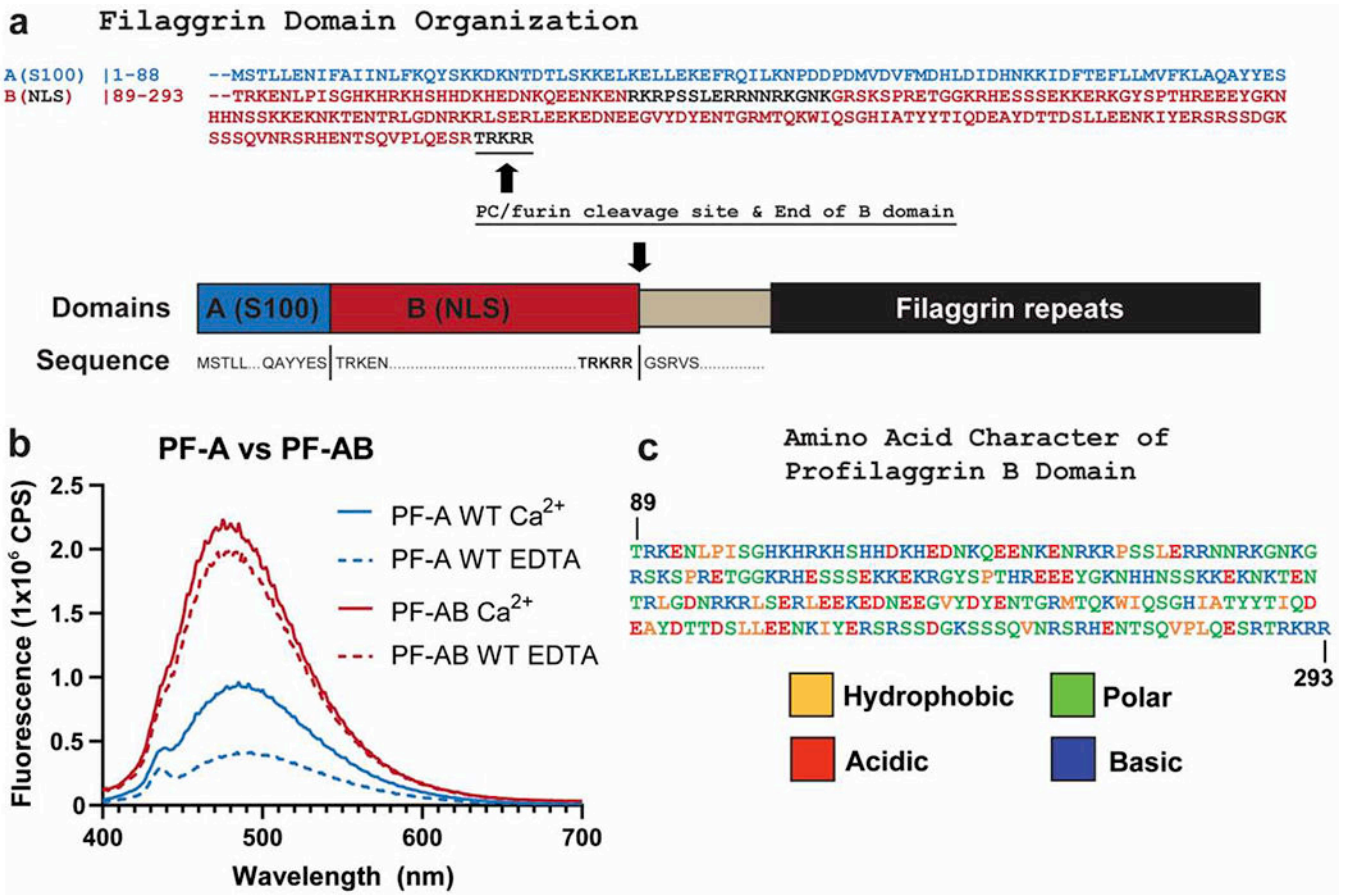 a Filaggrin Domain Organization
A(S100) |1-88 --MSTLLENIFAIINLFKQYSKKDKNTDTLSKKELKELLEKEFRQILKNPDDPDMVDVFMDHLDIDHNKKIDFTEFLLMVFKLAQAYYES
B(NLS) |89-293 --TRKENLPISGHKHRKHSHHDKHEDNKQEENKENRKRPSSLERRNNRKGNKGRSKSPRETGGKRHESSSEKKERKGYSPTHREEEYGKN
HHNSSKKEKNKTENTRLGDNRKRLSERLEEKEDNEEGVYDYENTGRMTQKWIQSGHIATYYTIQDEAYDTTDSLLEENKIYERSRSSDGK
SSSQVNRSRHENTSQVPLQESRTRKRR
PC/furin cleavage site & End of B domain
Domains A (S100) B (NLS) Filaggrin repeats
Sequence MSTLL...QAYYES TRKEN...............................................TRKRR GSRVS................
b PF-A vs PF-AB
Fluorescence (1x10⁶ CPS)
2.5
2.0
1.5
1.0
0.5
0
400 500 600 700
Wavelength (nm)
PF-A WT Ca²⁺
PF-A WT EDTA
PF-AB Ca²⁺
PF-AB WT EDTA
c Amino Acid Character of
Profilaggrin B Domain
89
TRKENLPISGHKHRKHSHHDKHEDNKQEENKENRKRPSSLERRNNRKGNKG
RSKSPRETGGKRHESSSEKKEKRGYSPTHREEEYGKNHHNSSKKEKNKTEN
TRLGDNRKRLSERLEEKEDNEEGVYDYENTGRMTQKWIQSGHIATYYTIQD
EAYDTTDSLLEENKIYERSRSSDGKSSSQVNRSRHENTSQVPLQESRTRKRR
293
Hydrophobic Polar
Acidic Basic